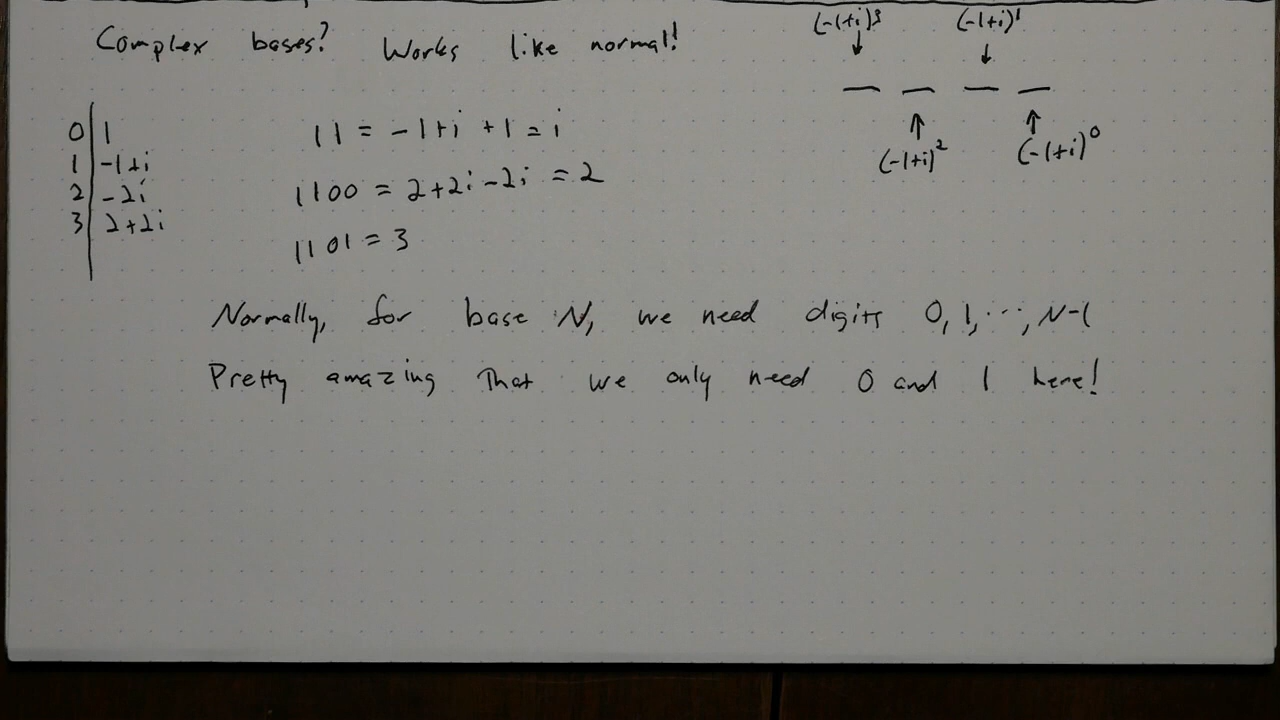 Complex bases? Works like normal!
(-1+i)³ (-1+i)¹
(-1+i)² (-1+i)⁰
0 | 1
1 | -1+i
2 | -2i
3 | 2+2i
11 = -1+i +1 = i
1100 = 2+2i-2i = 2
1101 = 3
Normally, for base N, we need digits 0, 1, ..., N-1
Pretty amazing that we only need 0 and 1 here!